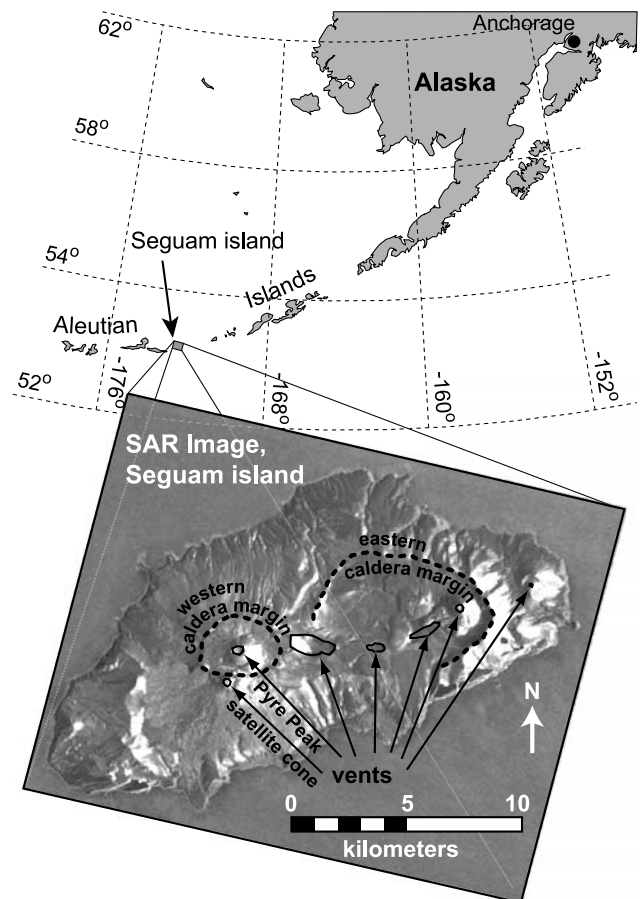 62°
Anchorage
Alaska
58°
Seguam island
54°
Islands
Aleutian
52°
-176°
-168°
-160°
-152°
SAR Image,
Seguam island
eastern
caldera margin
western
caldera margin
Pyre Peak
satellite cone
N
vents
0 5 10
kilometers